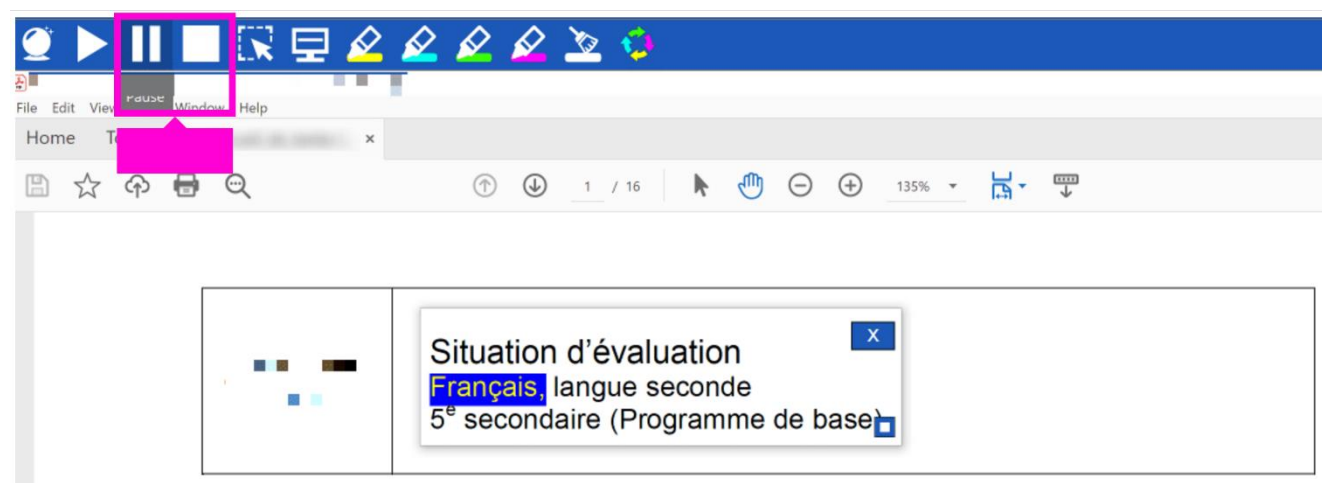 Pause
File Edit View Window Help
Home
x
1 / 16
135%
X
Situation d'évaluation
Français, langue seconde
5e secondaire (Programme de base)